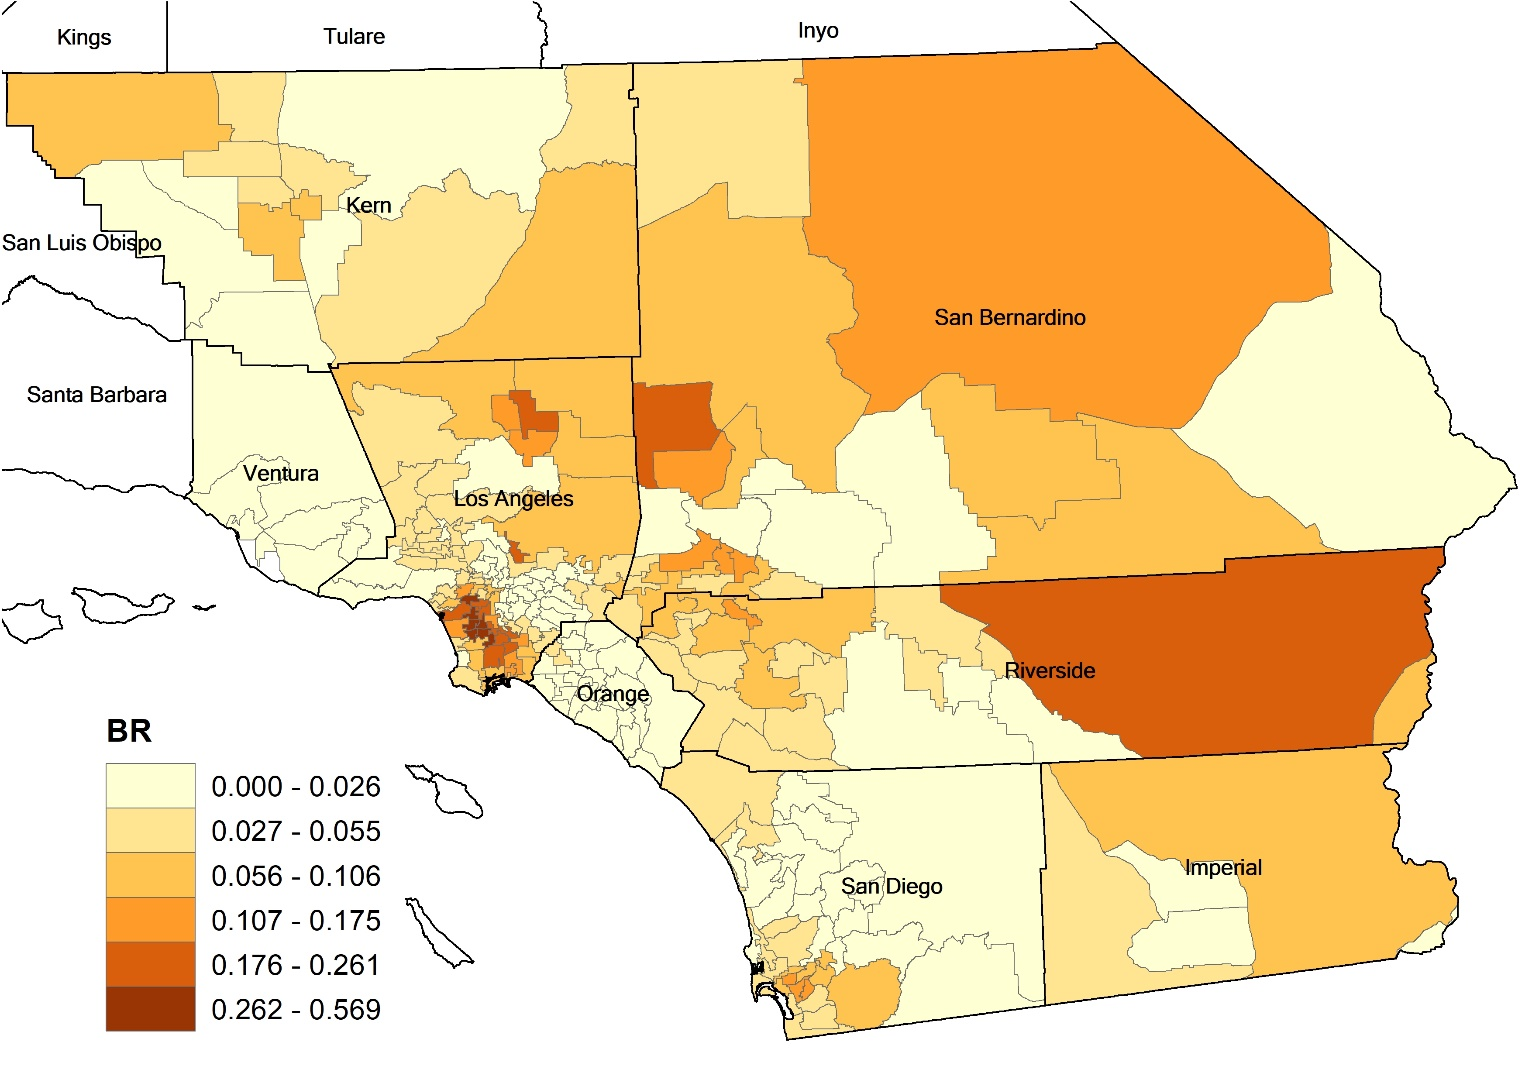 Kings
Tulare
Inyo
Kern
San Luis Obispo
San Bernardino
Santa Barbara
Ventura
Los Angeles
Riverside
Orange
BR
0.000 - 0.026
0.027 - 0.055
0.056 - 0.106
0.107 - 0.175
0.176 - 0.261
0.262 - 0.569
Imperial
San Diego